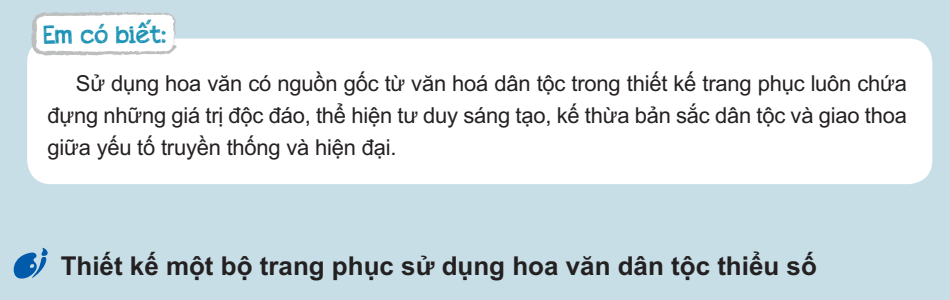 Em có biết:
Sử dụng hoa văn có nguồn gốc từ văn hoá dân tộc trong thiết kế trang phục luôn chứa
đựng những giá trị độc đáo, thể hiện tư duy sáng tạo, kế thừa bản sắc dân tộc và giao thoa
giữa yếu tố truyền thống và hiện đại.
Thiết kế một bộ trang phục sử dụng hoa văn dân tộc thiểu số